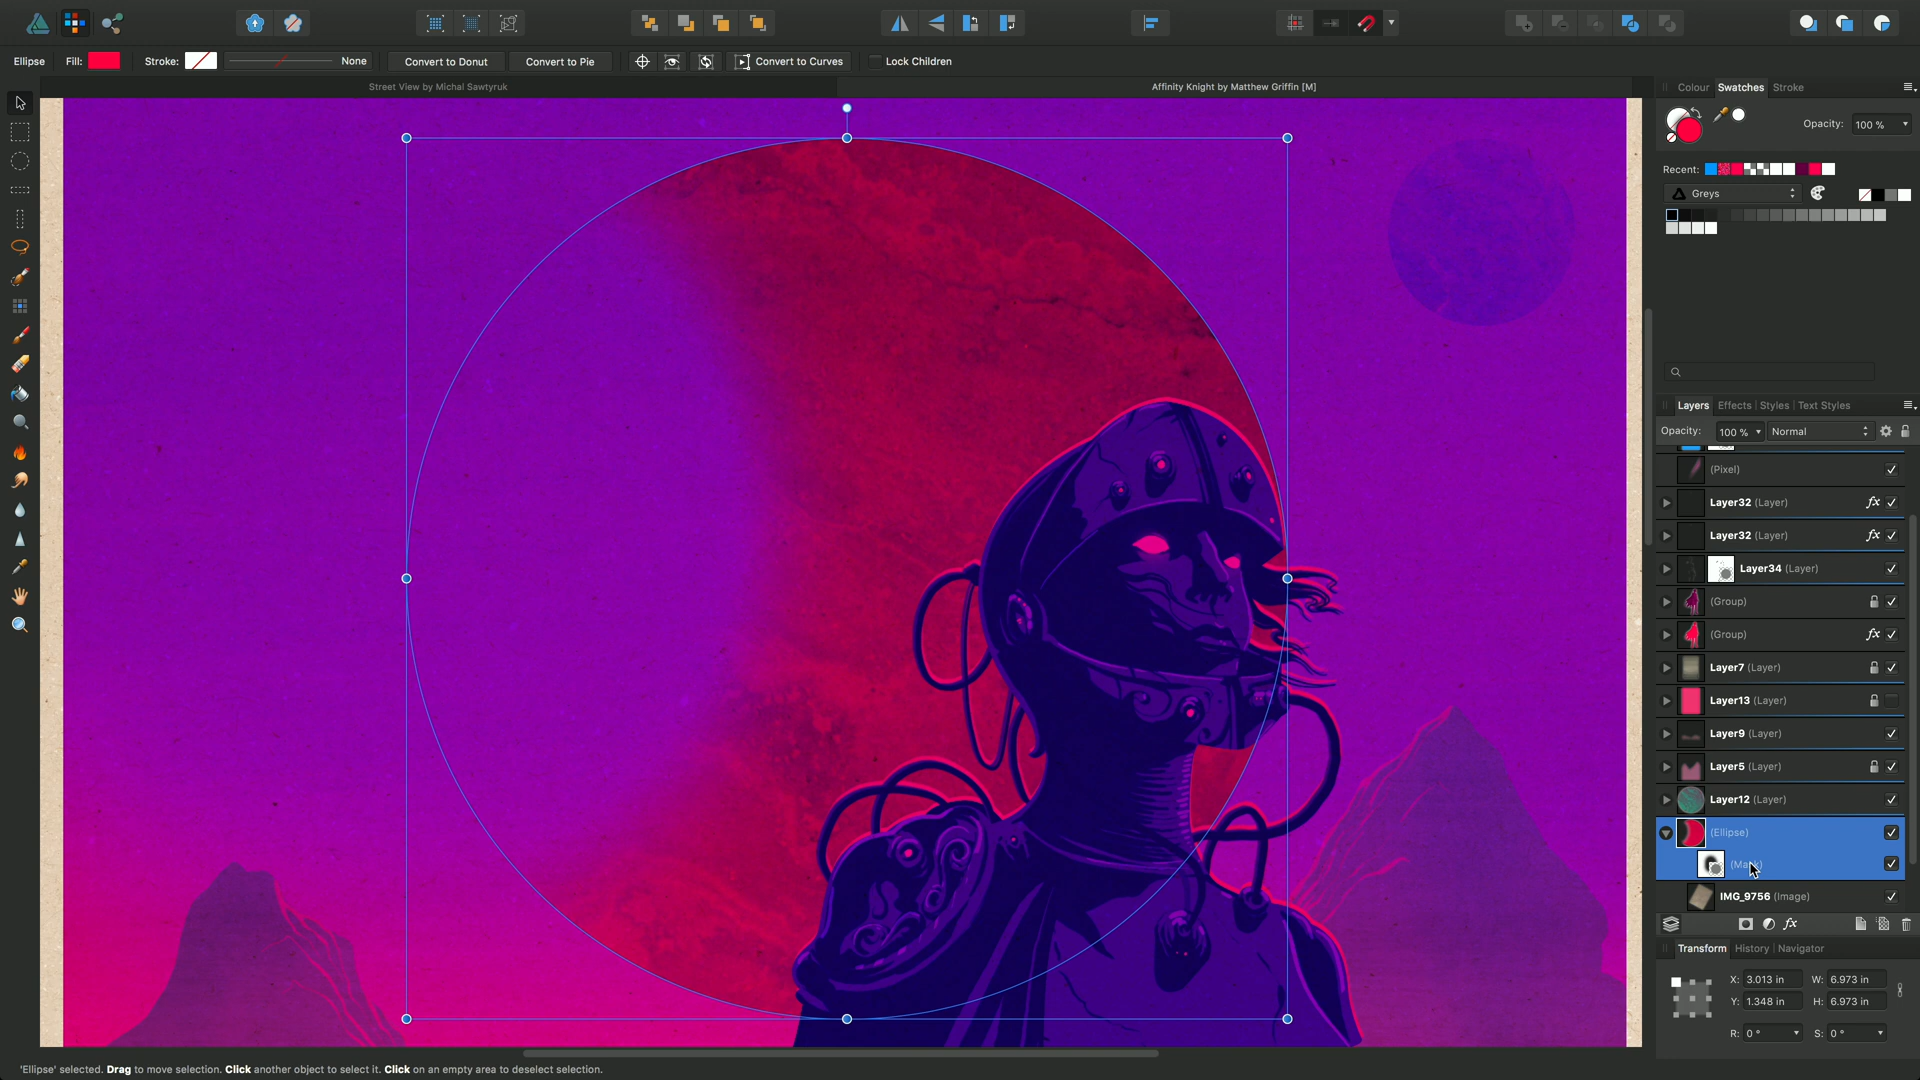 Ellipse Fill: Stroke: None Convert to Donut Convert to Pie Convert to Curves Lock Children
Street View by Michal Sawtyruk Affinity Knight by Matthew Griffin [M]
Colour Swatches Stroke
Opacity: 100 %
Recent:
Greys
Layers Effects Styles Text Styles
Opacity: 100 % Normal
(Pixel)
Layer32 (Layer) fx
Layer32 (Layer) fx
Layer34 (Layer)
(Group)
(Group) fx
Layer7 (Layer)
Layer13 (Layer)
Layer9 (Layer)
Layer5 (Layer)
Layer12 (Layer)
(Ellipse)
(Mask)
IMG_9756 (Image)
fx
Transform History Navigator
X: 3.013 in W: 6.973 in
Y: 1.348 in H: 6.973 in
R: 0 ° S: 0 °
'Ellipse' selected. Drag to move selection. Click another object to select it. Click on an empty area to deselect selection.